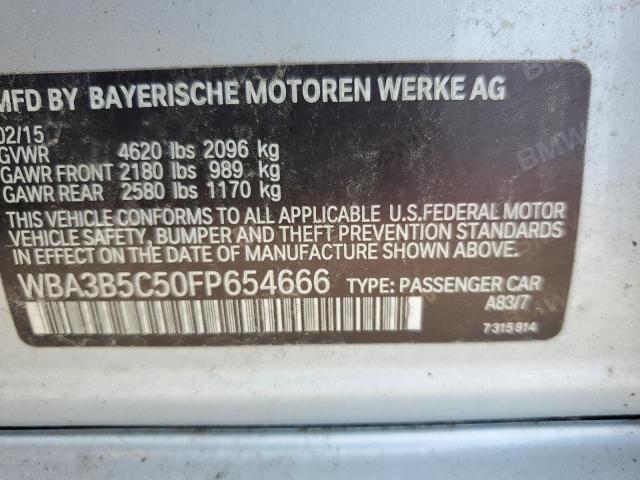 MFD BY BAYERISCHE MOTOREN WERKE AG
02/15
GVWR 4620 lbs 2096 kg
GAWR FRONT 2180 lbs 989 kg
GAWR REAR 2580 lbs 1170 kg
THIS VEHICLE CONFORMS TO ALL APPLICABLE U.S.FEDERAL MOTOR
VEHICLE SAFETY, BUMPER AND THEFT PREVENTION STANDARDS
IN EFFECT ON THE DATE OF MANUFACTURE SHOWN ABOVE.
WBA3B5C50FP654666 TYPE: PASSENGER CAR
A83/7
7315814
BMW